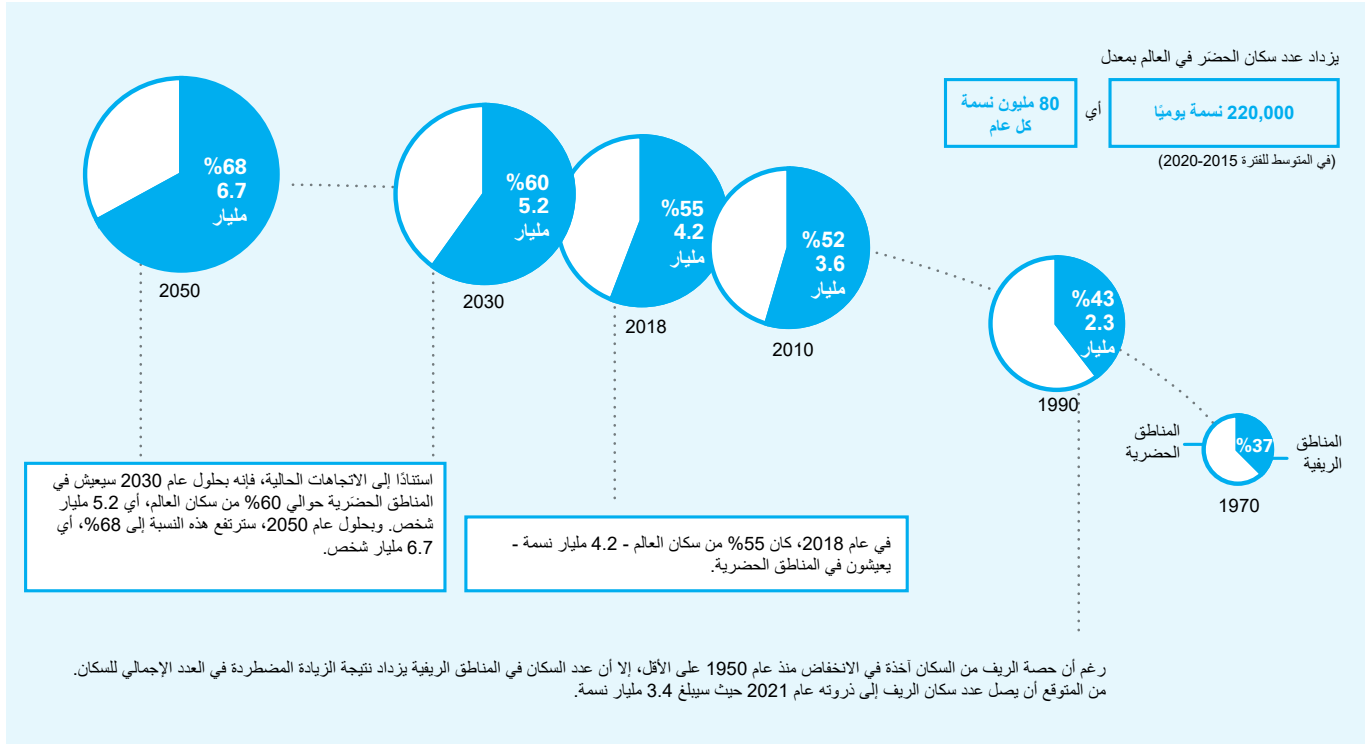 يزداد عدد سكان الحضَر في العالم بمعدل
220,000 نسمة يوميًا
أي
80 مليون نسمة
كل عام
(في المتوسط للفترة 2015-2020)
%37
المناطق
الريفية
المناطق
الحضرية
1970
%43
2.3
مليار
1990
%52
3.6
مليار
2010
%55
4.2
مليار
2018
%60
5.2
مليار
2030
%68
6.7
مليار
2050
في عام 2018، كان 55% من سكان العالم - 4.2 مليار نسمة -
يعيشون في المناطق الحضرية.
استنادًا إلى الاتجاهات الحالية، فإنه بحلول عام 2030 سيعيش في
المناطق الحضَرية حوالي 60% من سكان العالم، أي 5.2 مليار
شخص. وبحلول عام 2050، سترتفع هذه النسبة إلى 68%، أي
6.7 مليار شخص.
رغم أن حصة الريف من السكان آخذة في الانخفاض منذ عام 1950 على الأقل، إلا أن عدد السكان في المناطق الريفية يزداد نتيجة الزيادة المضطردة في العدد الإجمالي للسكان.
من المتوقع أن يصل عدد سكان الريف إلى ذروته عام 2021 حيث سيبلغ 3.4 مليار نسمة.